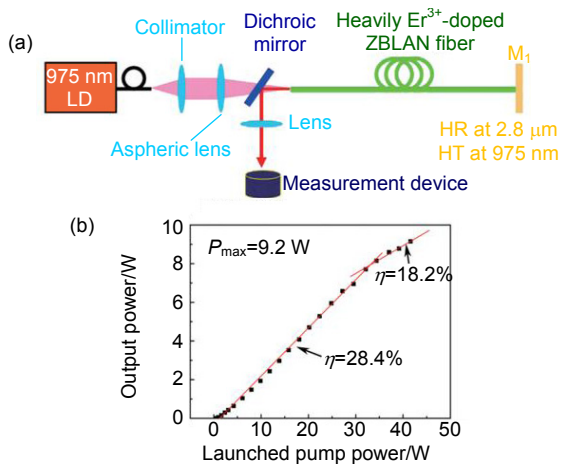 (a)
Collimator
Dichroic
mirror
Heavily Er³⁺-doped
ZBLAN fiber
M₁
975 nm
LD
Lens
Aspheric lens
HR at 2.8 μm
HT at 975 nm
Measurement device
(b)
Output power/W
10
8
6
4
2
0
Pmax=9.2 W
η=18.2%
η=28.4%
0 10 20 30 40 50
Launched pump power/W